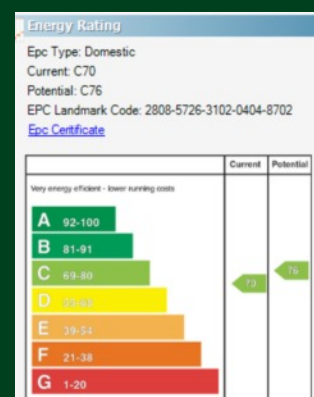 Energy Rating
Epc Type: Domestic
Current: C70
Potential: C76
EPC Landmark Code: 2808-5726-3102-0404-8702
Epc Certificate
Current Potential
Very energy efficient - lower running costs
A 92-100
B 81-91
C 69-80
D
E 39-54
F 21-38
G 1-20
76